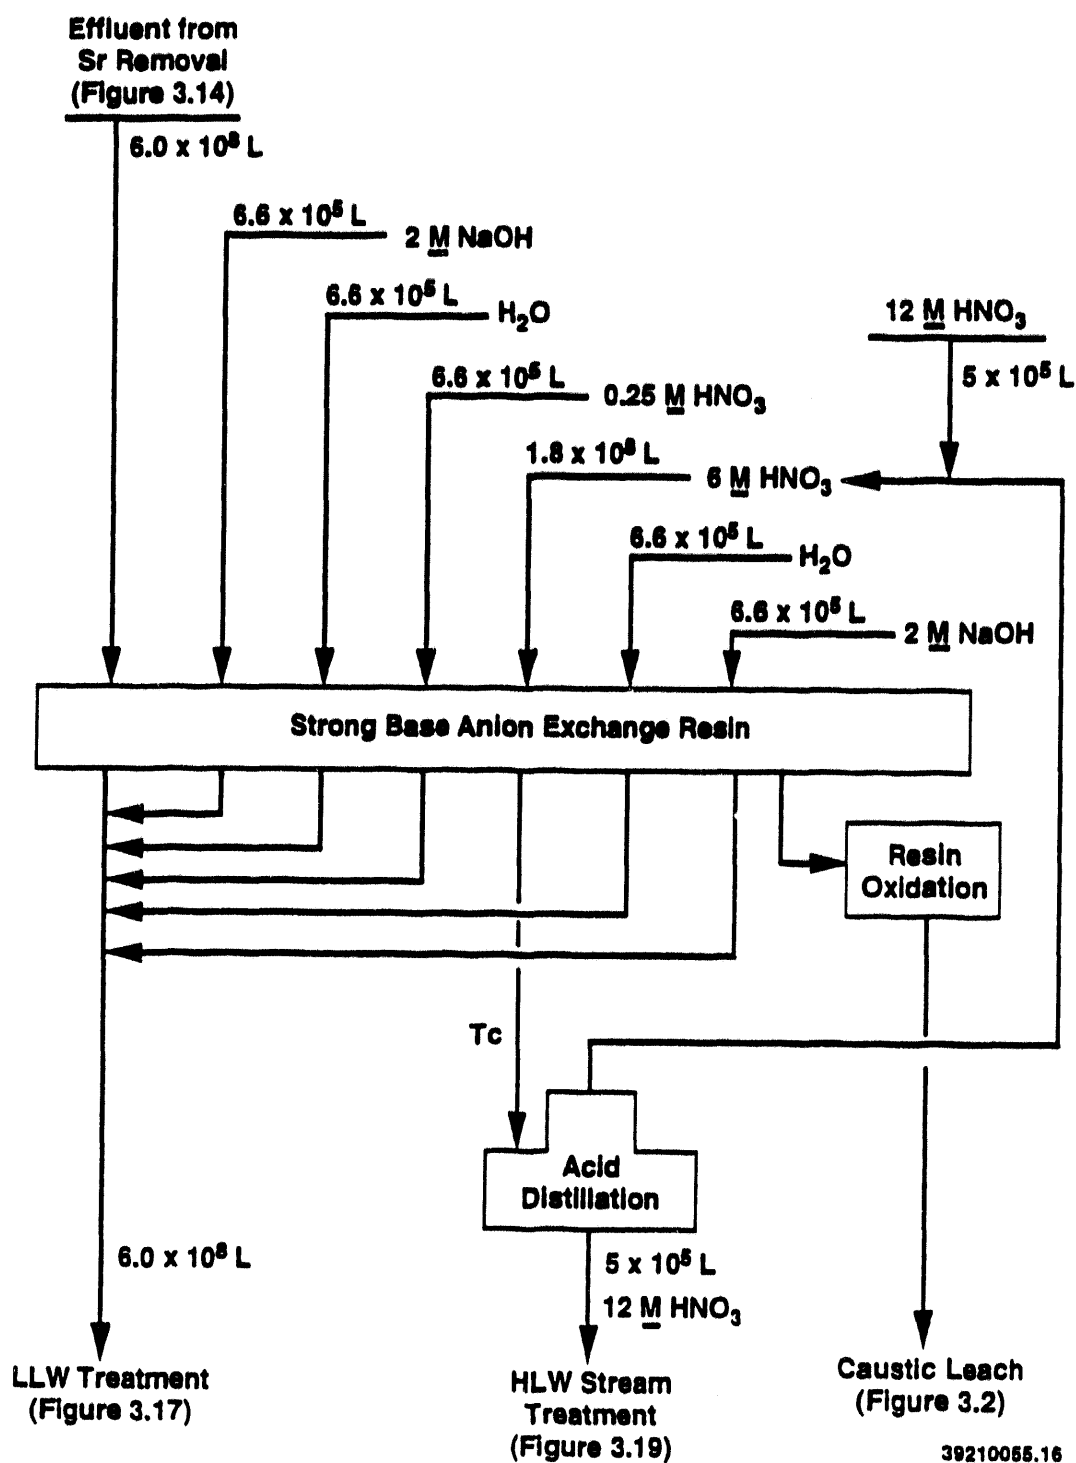 Effluent from
Sr Removal
(Figure 3.14)
6.0 x 10⁸ L
6.6 x 10⁵ L
2 M NaOH
6.6 x 10⁵ L
H₂O
12 M HNO₃
5 x 10⁵ L
6.6 x 10⁵ L
0.25 M HNO₃
1.8 x 10⁸ L
6 M HNO₃
6.6 x 10⁵ L
H₂O
6.6 x 10⁵ L
2 M NaOH
Strong Base Anion Exchange Resin
Resin
Oxidation
Tc
Acid
Distillation
6.0 x 10⁸ L
5 x 10⁵ L
12 M HNO₃
LLW Treatment
(Figure 3.17)
HLW Stream
Treatment
(Figure 3.19)
Caustic Leach
(Figure 3.2)
39210055.16